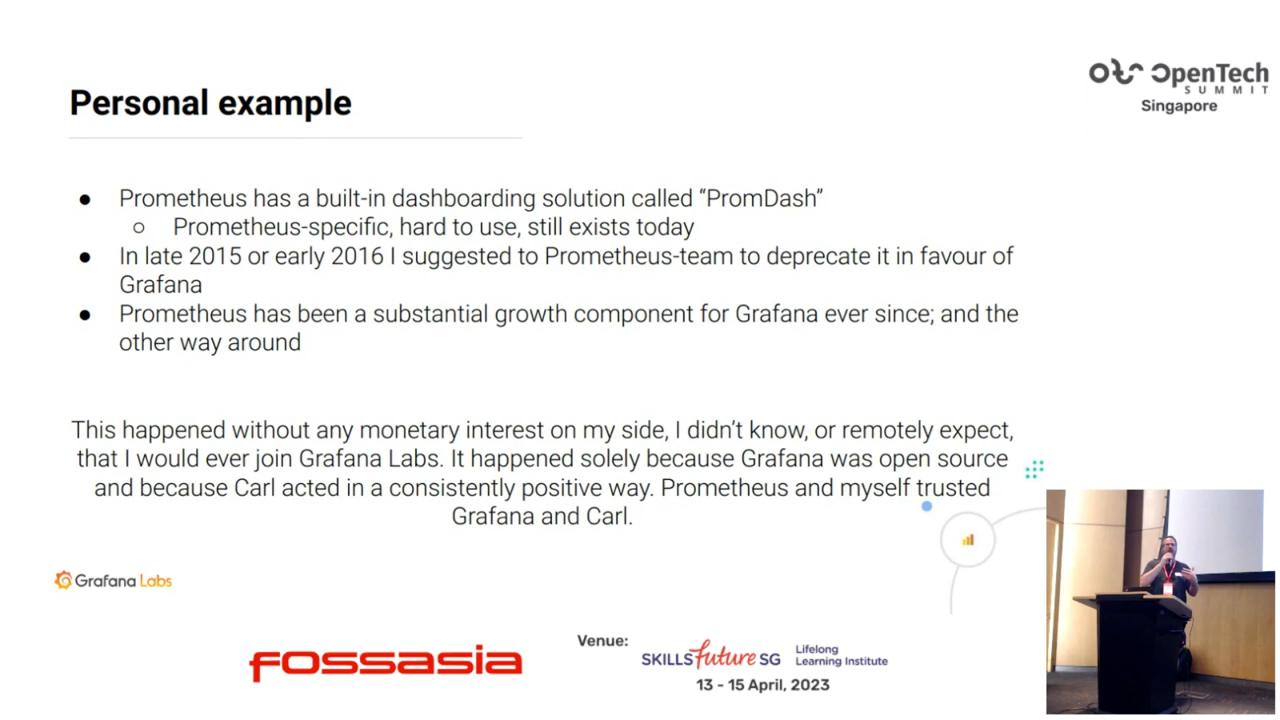 Personal example
OpenTech
SUMMIT
Singapore
● Prometheus has a built-in dashboarding solution called “PromDash”
○ Prometheus-specific, hard to use, still exists today
● In late 2015 or early 2016 I suggested to Prometheus-team to deprecate it in favour of
Grafana
● Prometheus has been a substantial growth component for Grafana ever since; and the
other way around
This happened without any monetary interest on my side, I didn’t know, or remotely expect,
that I would ever join Grafana Labs. It happened solely because Grafana was open source
and because Carl acted in a consistently positive way. Prometheus and myself trusted
Grafana and Carl.
Grafana Labs
fossasia
Venue:
SKILLSfuture SG
Lifelong
Learning Institute
13 - 15 April, 2023